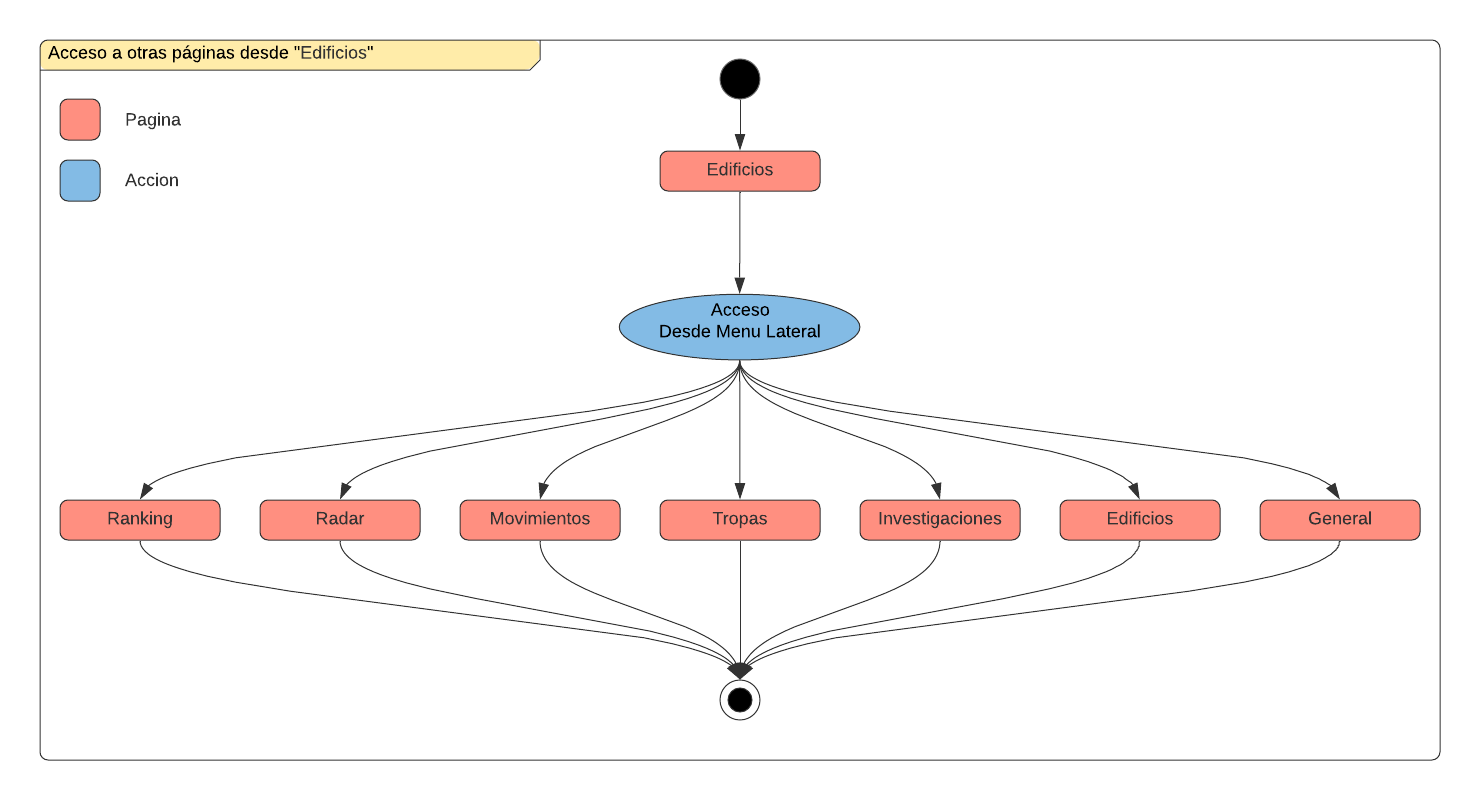 Acceso a otras páginas desde "Edificios"
Pagina
Accion
Edificios
Acceso
Desde Menu Lateral
Ranking
Radar
Movimientos
Tropas
Investigaciones
Edificios
General